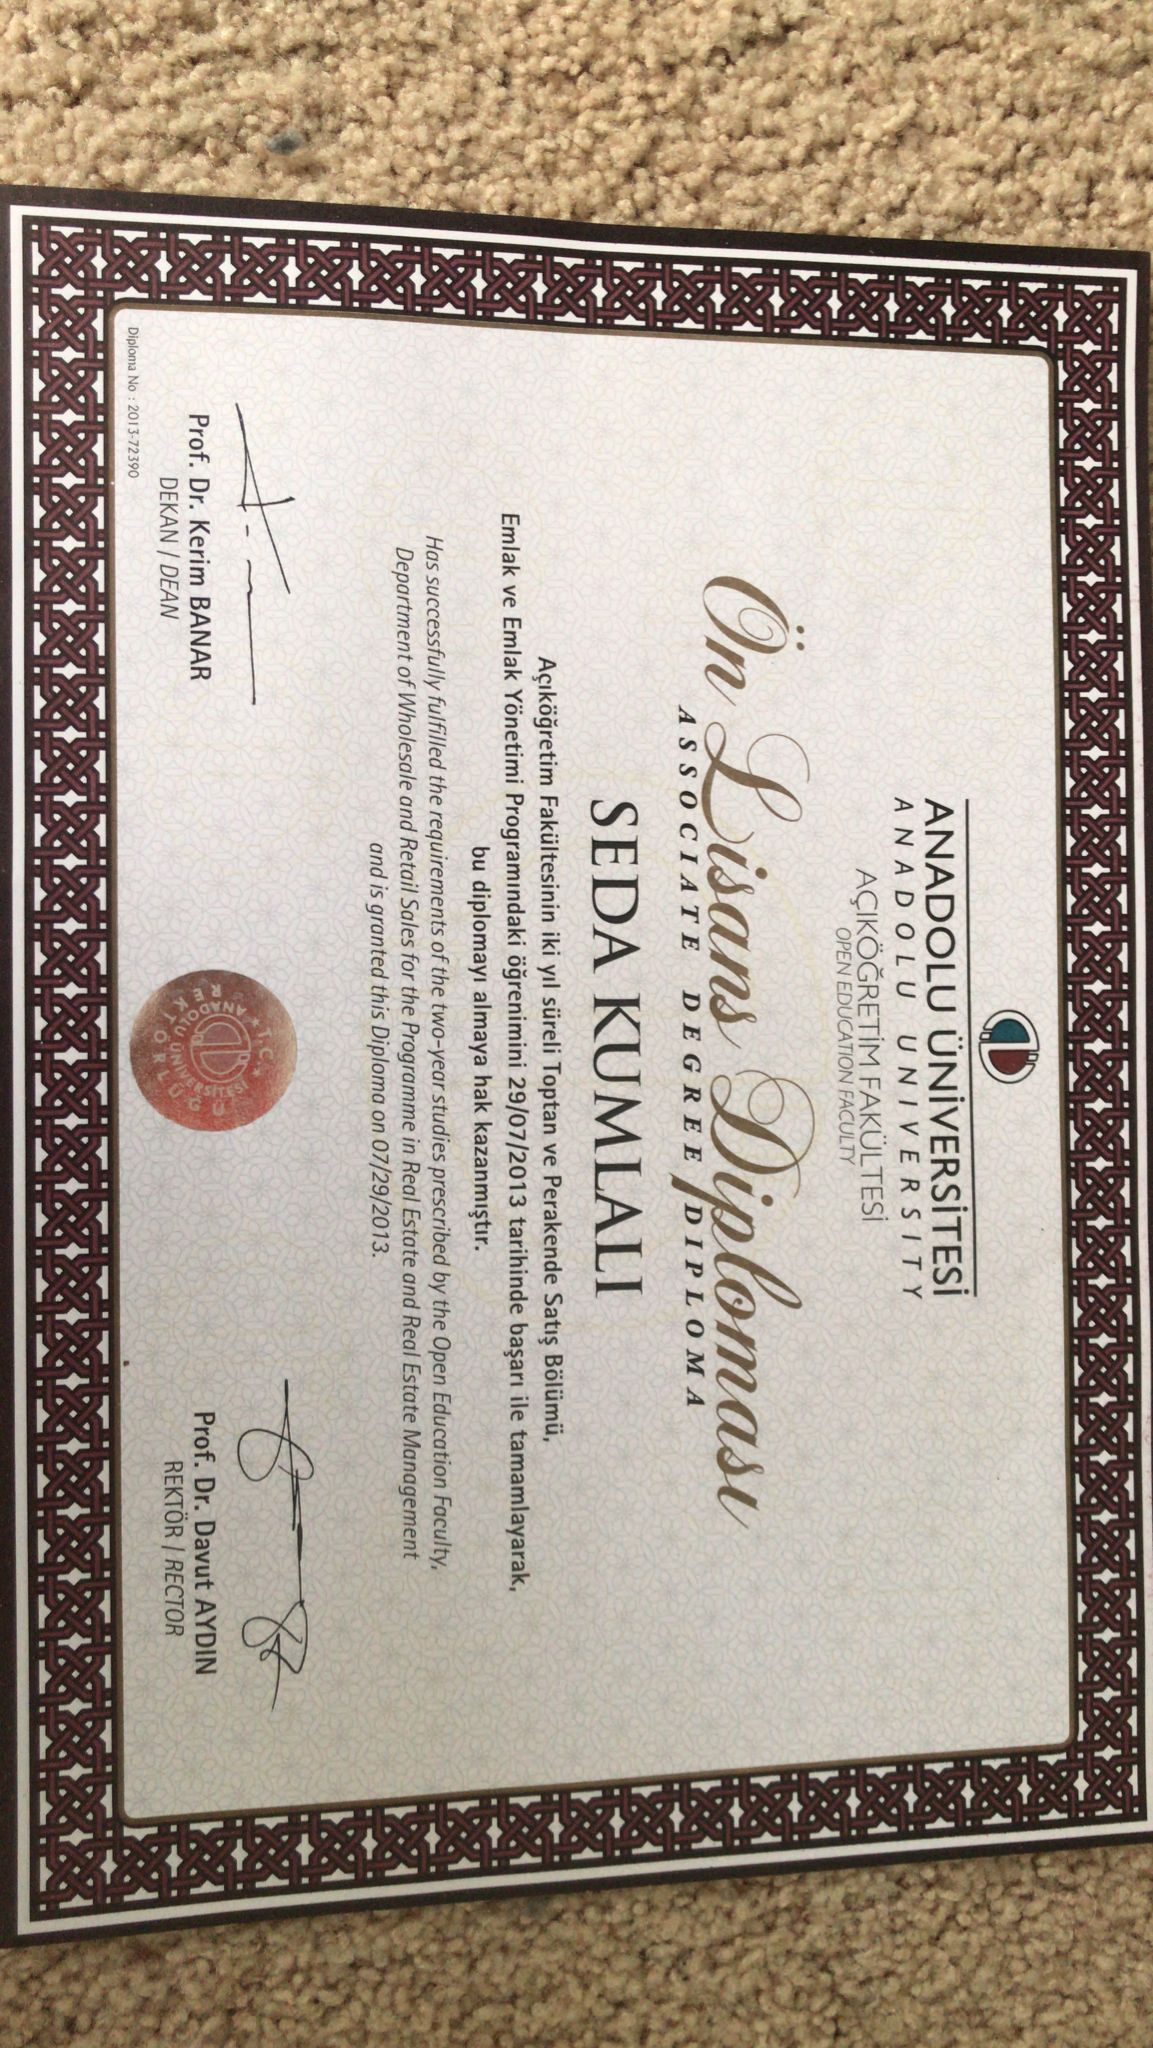 ANADOLU ÜNİVERSİTESİ
ANADOLU UNIVERSITY
AÇIKÖĞRETİM FAKÜLTESİ
OPEN EDUCATION FACULTY
Ön Lisans Diploması
ASSOCIATE DEGREE DIPLOMA
SEDA KUMLALI
Açıköğretim Fakültesinin iki yıl süreli Toptan ve Perakende Satış Bölümü,
Emlak ve Emlak Yönetimi Programındaki öğrenimini 29/07/2013 tarihinde başarı ile tamamlayarak,
bu diplomayı almaya hak kazanmıştır.
Has successfully fulfilled the requirements of the two-year studies prescribed by the Open Education Faculty,
Department of Wholesale and Retail Sales for the Programme in Real Estate and Real Estate Management
and is granted this Diploma on 07/29/2013.
Prof. Dr. Kerim BANAR
DEKAN / DEAN
T.C.
ANADOLU ÜNİVERSİTESİ
REKTÖRLÜĞÜ
Prof. Dr. Davut AYDIN
REKTÖR / RECTOR
Diploma No : 2013-72390